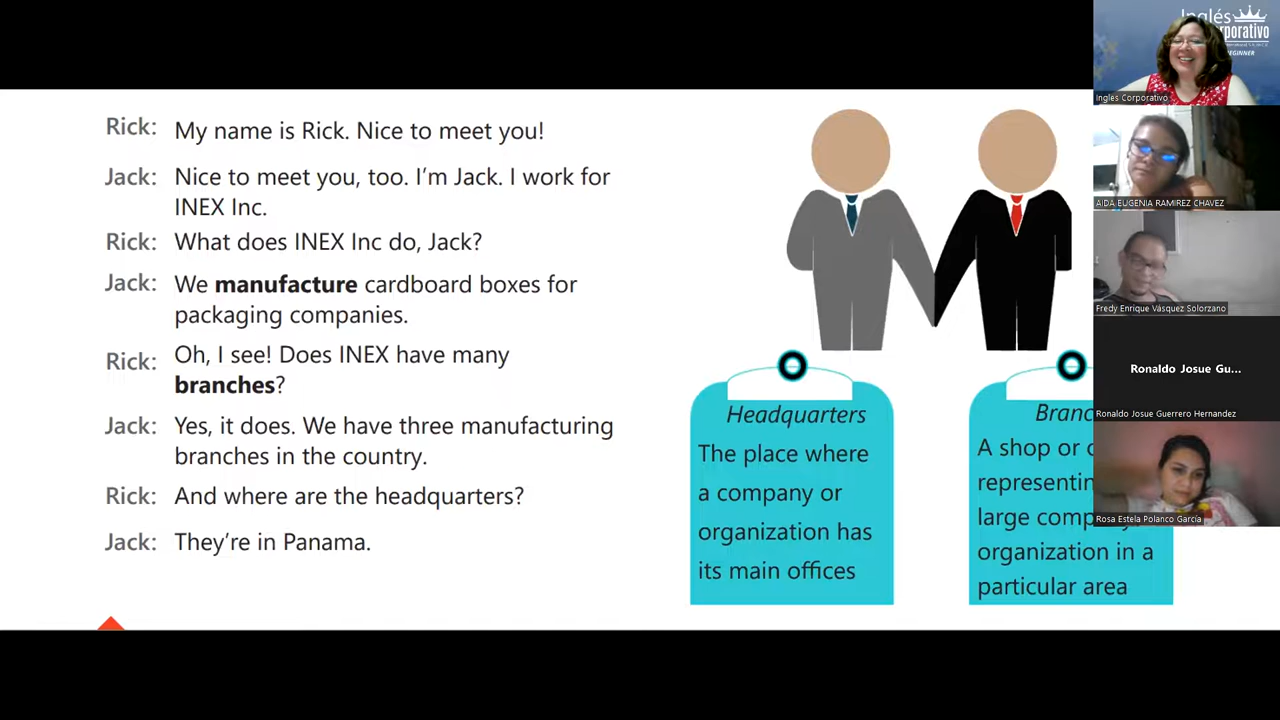 Rick: My name is Rick. Nice to meet you!
Jack: Nice to meet you, too. I'm Jack. I work for
INEX Inc.
Rick: What does INEX Inc do, Jack?
Jack: We manufacture cardboard boxes for
packaging companies.
Rick: Oh, I see! Does INEX have many
branches?
Jack: Yes, it does. We have three manufacturing
branches in the country.
Rick: And where are the headquarters?
Jack: They're in Panama.
Headquarters
The place where
a company or
organization has
its main offices
A shop or
large
organization in a
particular area
Inglés
Ingles Corporativo
AIDA EUGENIA RAMIREZ CHAVEZ
Fredy Enrique Vásquez Solorzano
Ronaldo Josue Gu...
Ronaldo Josue Guerrero Hernandez
Rosa Estela Polanco García